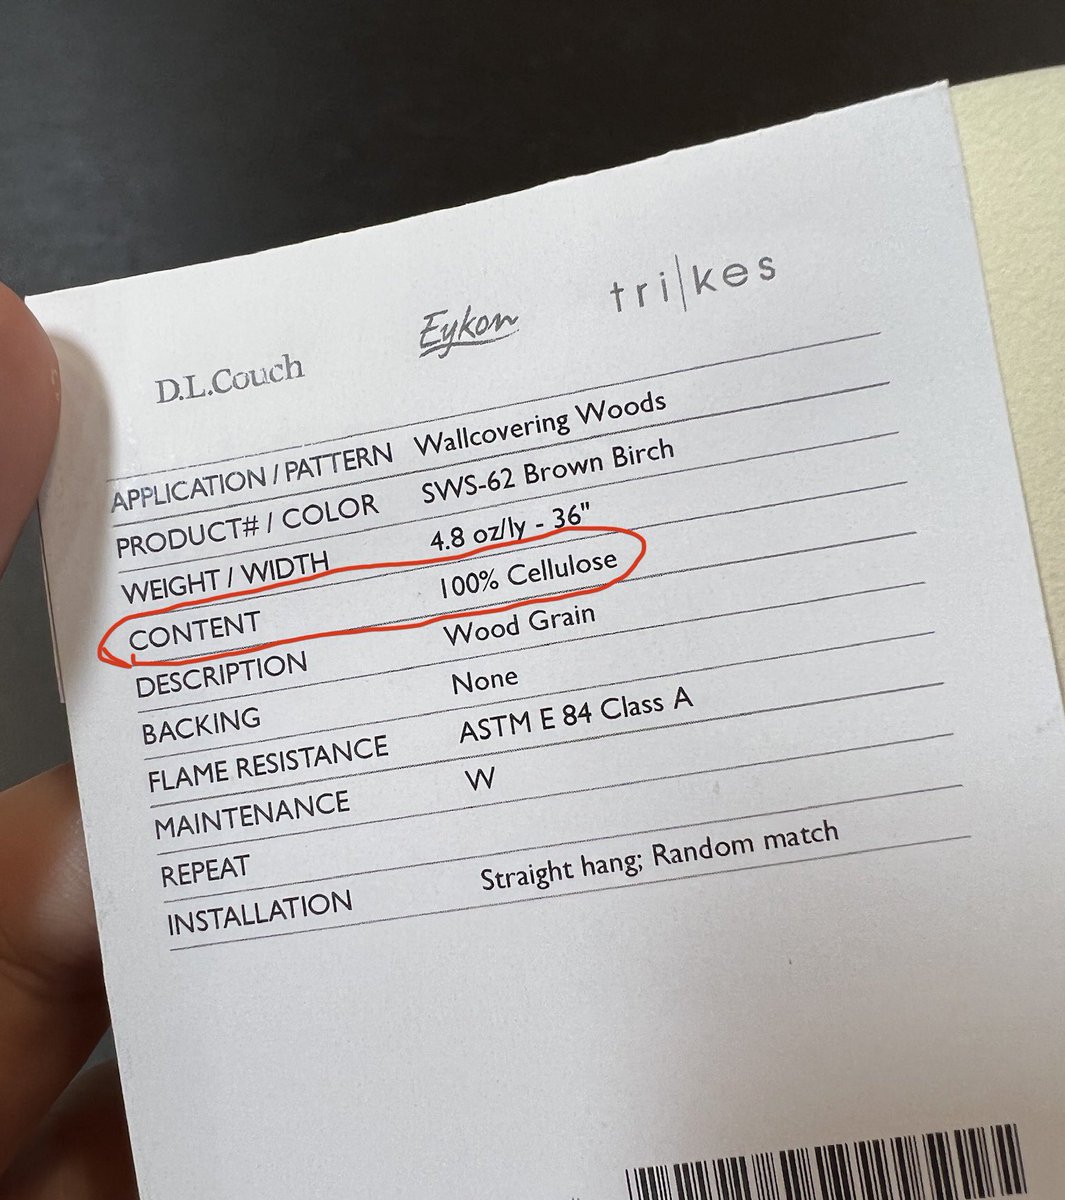 D.L.Couch Eykon tri|kes
APPLICATION / PATTERN Wallcovering Woods
PRODUCT# / COLOR SWS-62 Brown Birch
WEIGHT / WIDTH 4.8 oz/ly - 36"
CONTENT 100% Cellulose
DESCRIPTION Wood Grain
BACKING None
FLAME RESISTANCE ASTM E 84 Class A
MAINTENANCE W
REPEAT
INSTALLATION Straight hang; Random match